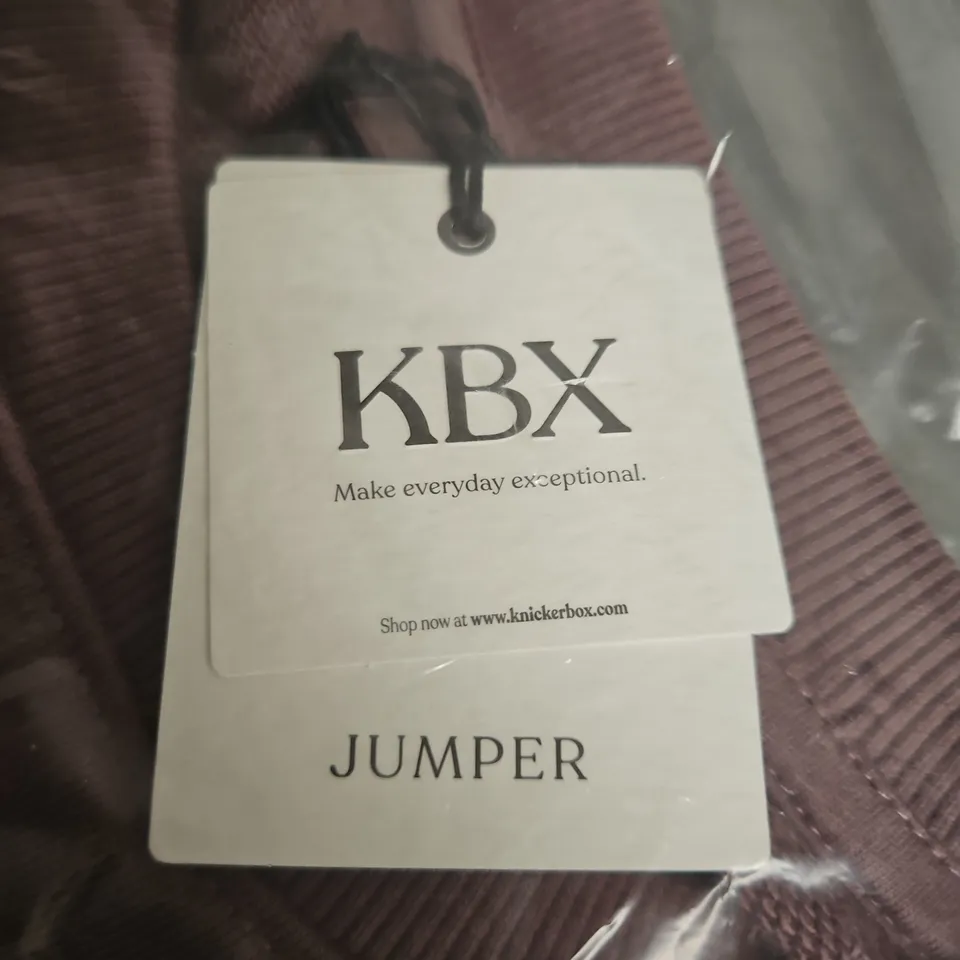 KBX
Make everyday exceptional.
Shop now at www.knickerbox.com
JUMPER